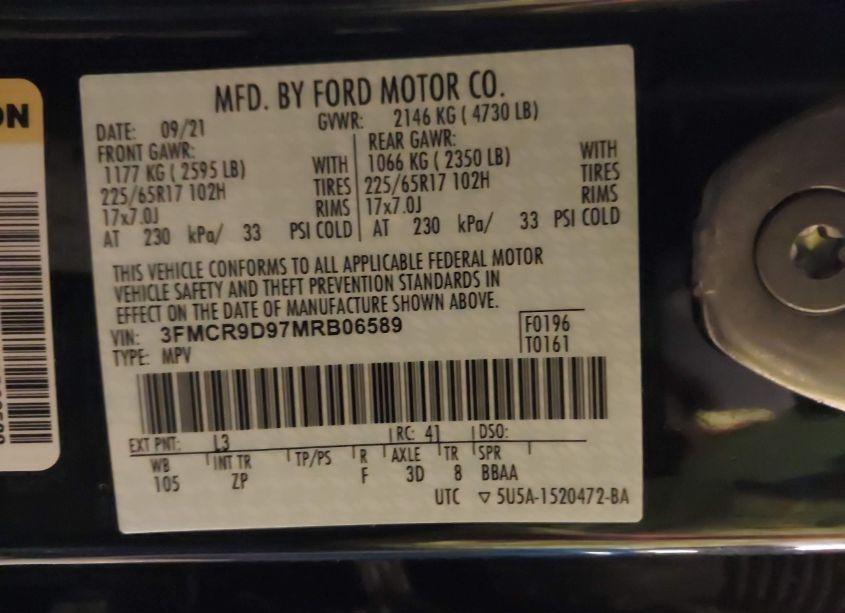 ON
MFD. BY FORD MOTOR CO.
DATE: 09/21 GVWR: 2146 KG ( 4730 LB)
FRONT GAWR: REAR GAWR:
1177 KG ( 2595 LB) WITH 1066 KG ( 2350 LB) WITH
225/65R17 102H TIRES 225/65R17 102H TIRES
17x7.0J RIMS 17x7.0J RIMS
AT 230 kPa/ 33 PSI COLD AT 230 kPa/ 33 PSI COLD
THIS VEHICLE CONFORMS TO ALL APPLICABLE FEDERAL MOTOR
VEHICLE SAFETY AND THEFT PREVENTION STANDARDS IN
EFFECT ON THE DATE OF MANUFACTURE SHOWN ABOVE.
VIN: 3FMCR9D97MRB06589 F0196
TYPE: MPV T0161
EXT PNT: L3 RC: 41 DSO:
WB INT TR TP/PS R AXLE TR SPR
105 ZP F 3D 8 BBAA
UTC ▽ 5U5A-1520472-BA